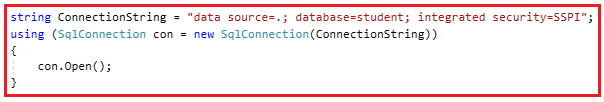 string ConnectionString = "data source=.; database=student; integrated security=SSPI";
using (SqlConnection con = new SqlConnection(ConnectionString))
{
    con.Open();
}